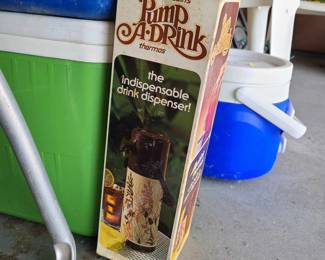 Pump
A-Drink
thermos
the
indispensable
drink dispenser!